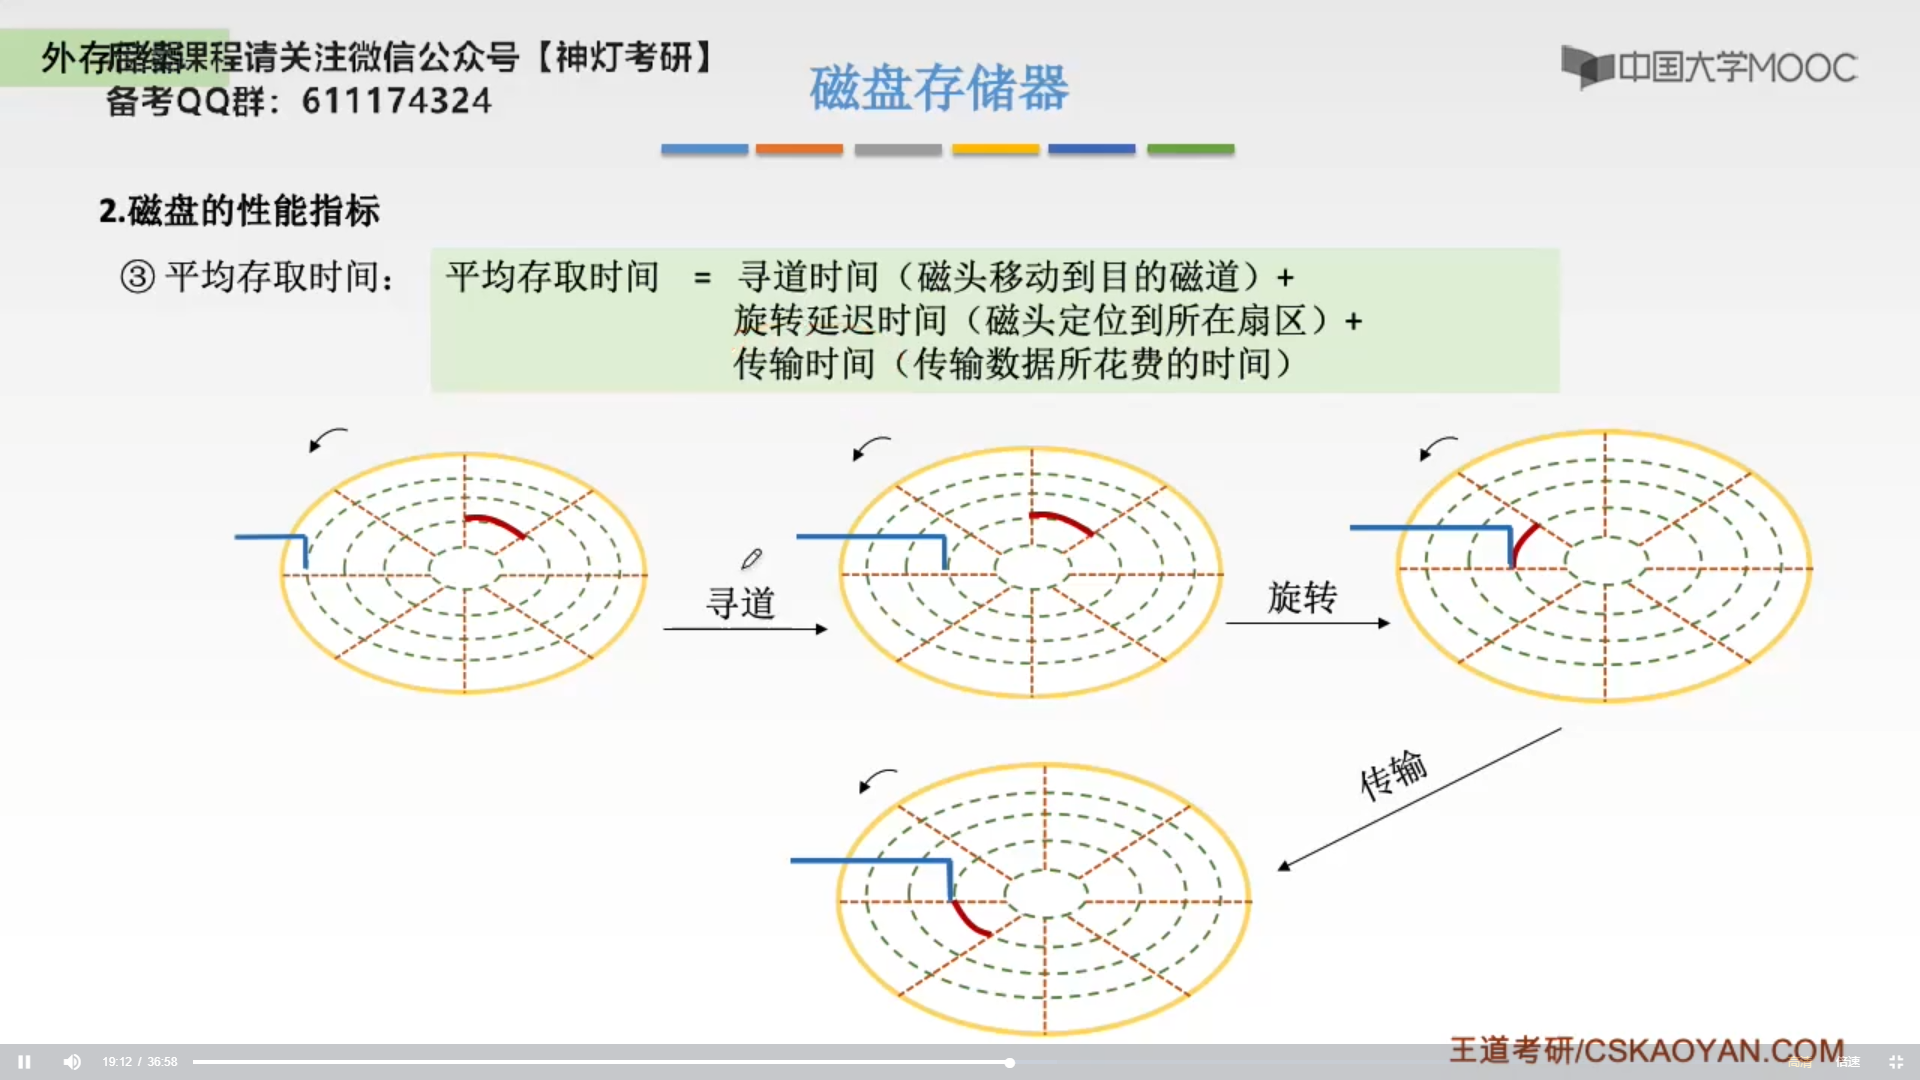 外存储器课程请关注微信公众号【神灯考研】
备考QQ群：611174324
磁盘存储器
中国大学MOOC
2.磁盘的性能指标
③ 平均存取时间：
平均存取时间 = 寻道时间（磁头移动到目的磁道）+
旋转延迟时间（磁头定位到所在扇区）+
传输时间（传输数据所花费的时间）
寻道
旋转
传输
王道考研/CSKAOYAN.COM
19:12 / 36:58
高清
倍速